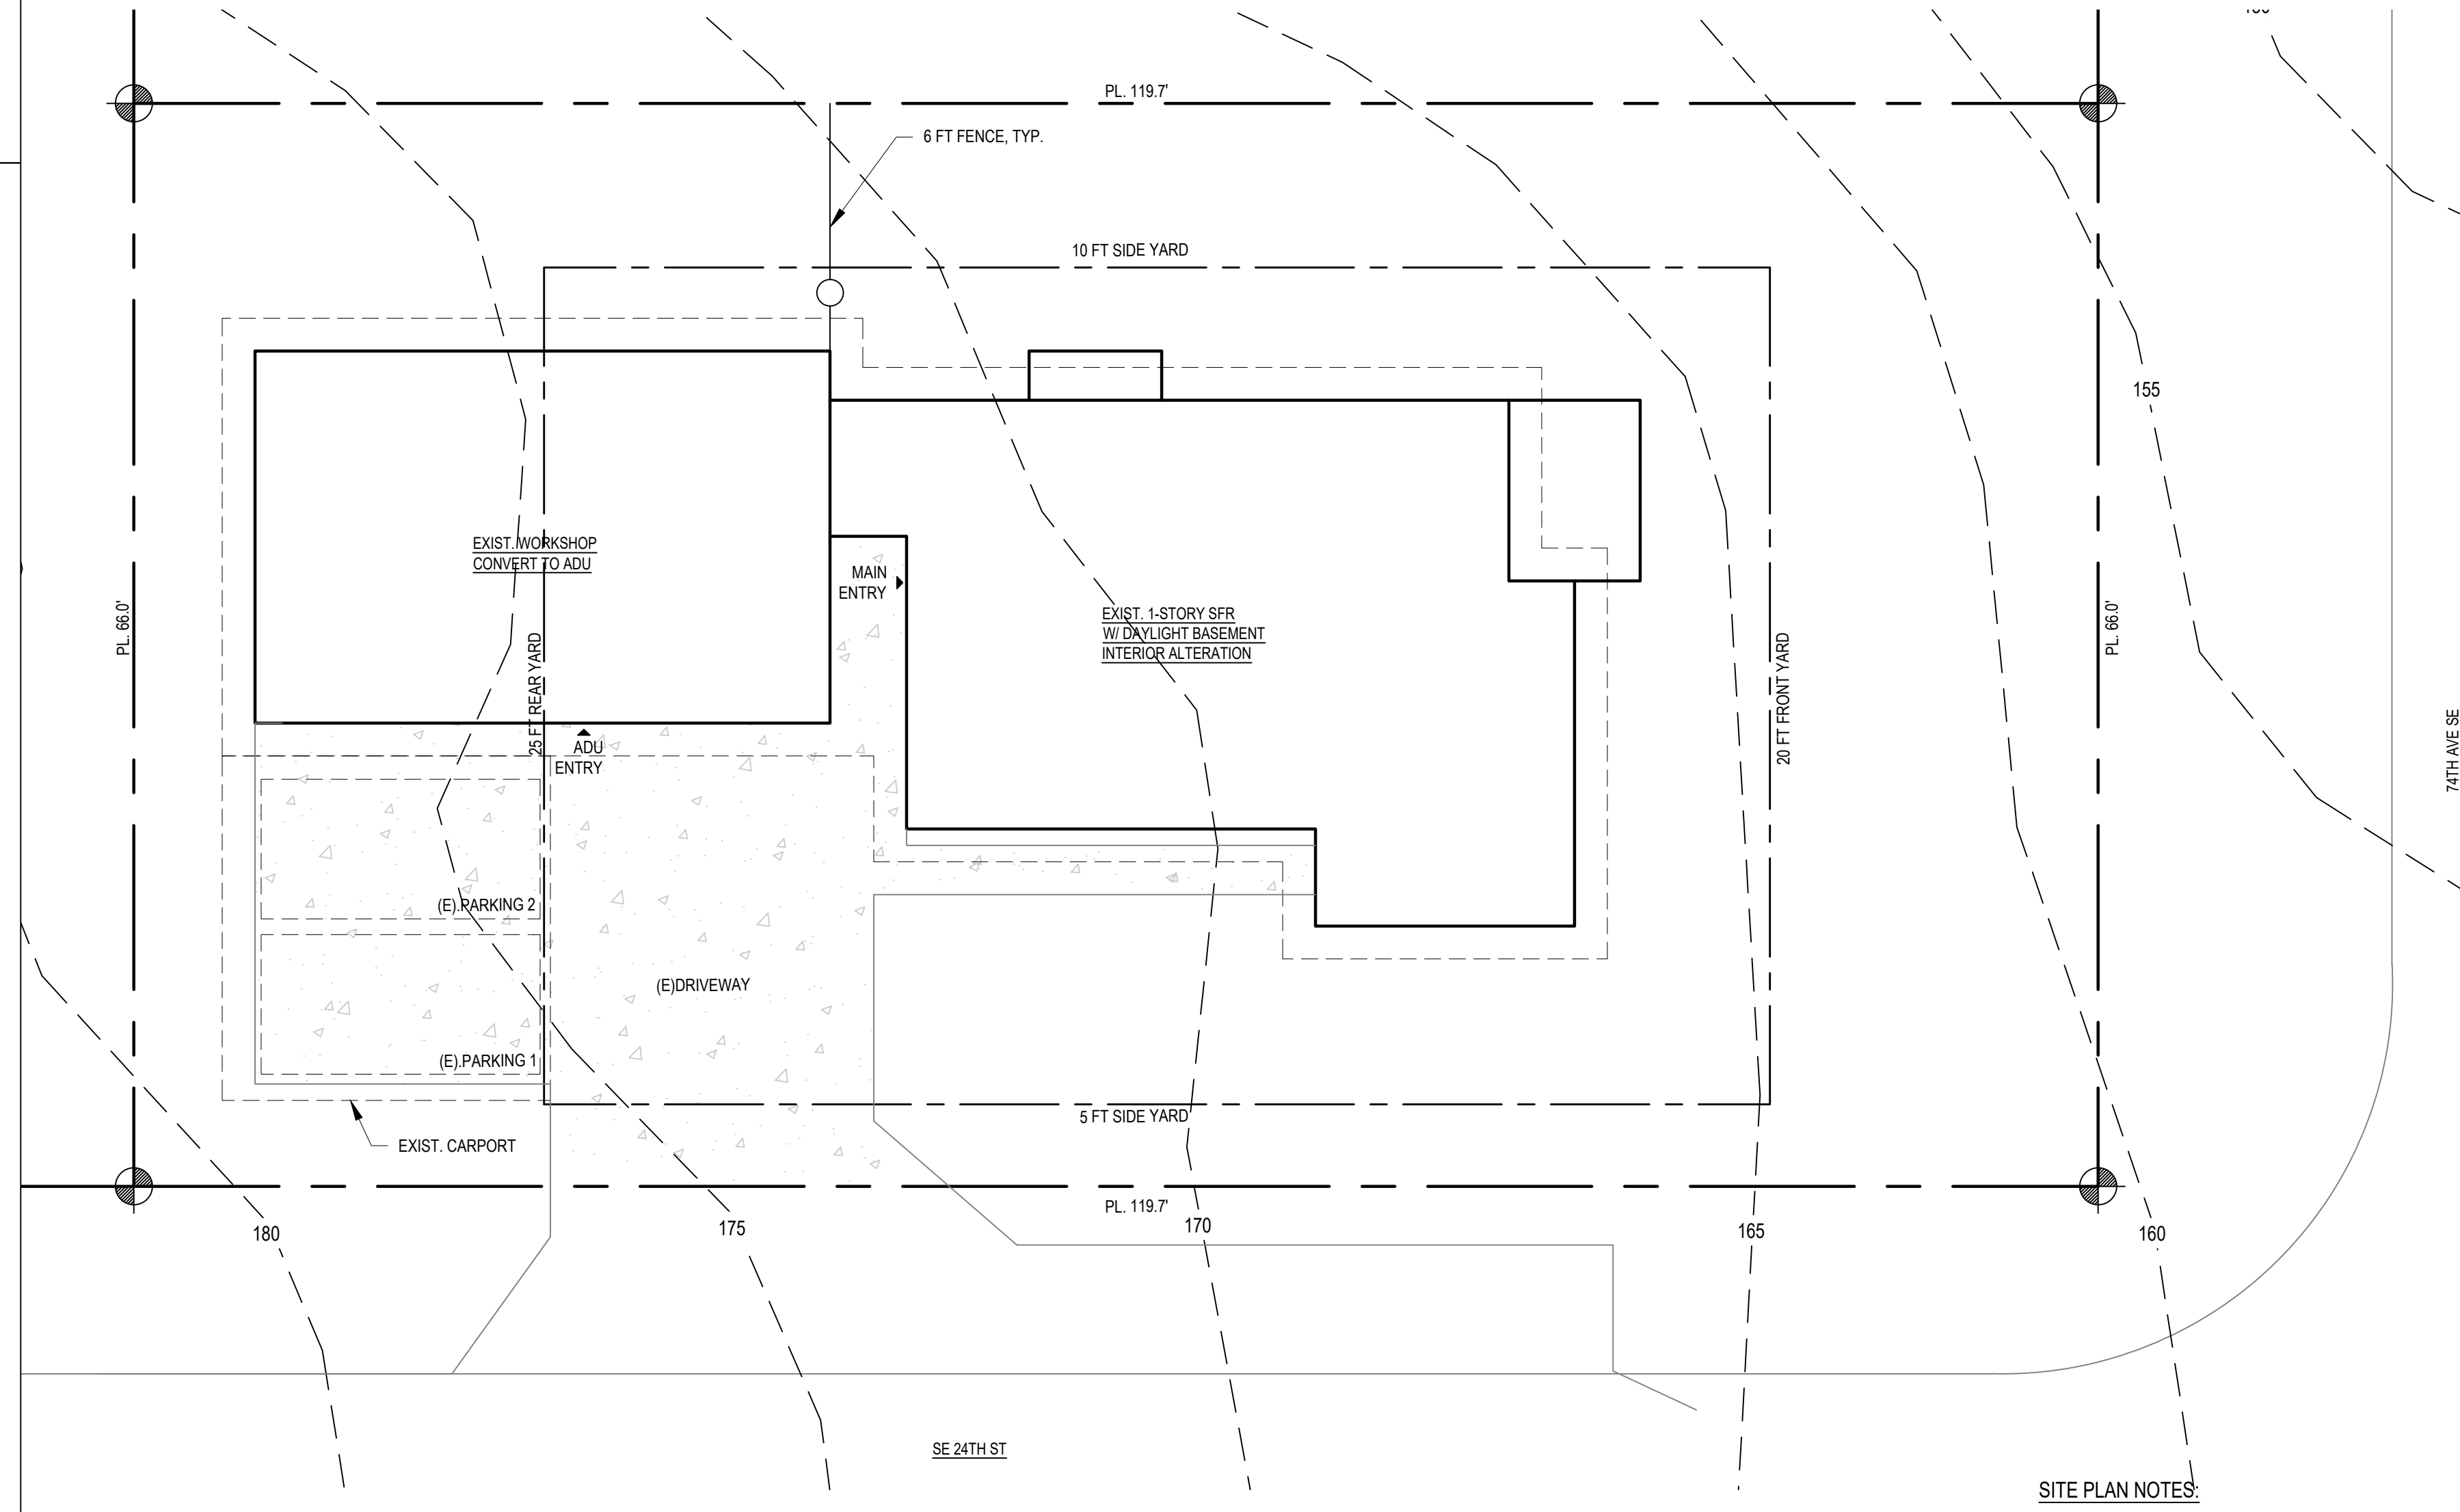 PL. 119.7'
6 FT FENCE, TYP.
10 FT SIDE YARD
155
EXIST. WORKSHOP
CONVERT TO ADU
MAIN
ENTRY
EXIST. 1-STORY SFR
W/ DAYLIGHT BASEMENT
INTERIOR ALTERATION
PL. 66.0'
25 FT REAR YARD
20 FT FRONT YARD
PL. 66.0'
74TH AVE SE
ADU
ENTRY
(E).PARKING 2
(E)DRIVEWAY
(E).PARKING 1
5 FT SIDE YARD
EXIST. CARPORT
PL. 119.7'
180
175
170
165
160
SE 24TH ST
SITE PLAN NOTES: